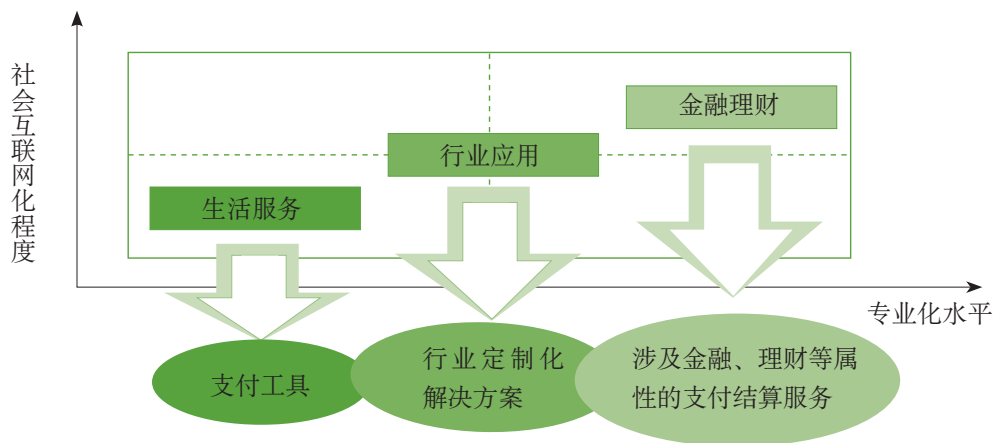 社会互联网化程度
金融理财
行业应用
生活服务
专业化水平
支付工具
行业定制化
解决方案
涉及金融、理财等属
性的支付结算服务